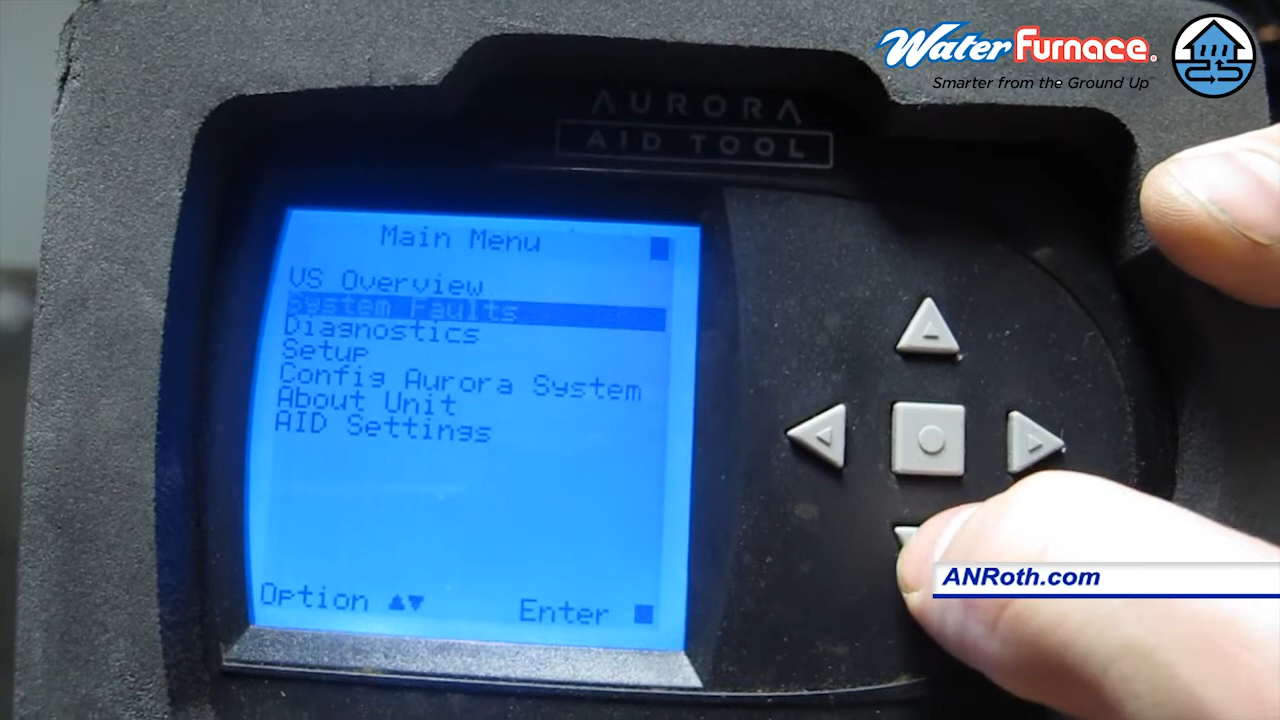 WaterFurnace®
Smarter from the Ground Up™
AURORA
AID TOOL
Main Menu
VS Overview
System Faults
Diagnostics
Setup
Config Aurora System
About Unit
AID Settings
Option ▲▼ Enter ■
ANRoth.com